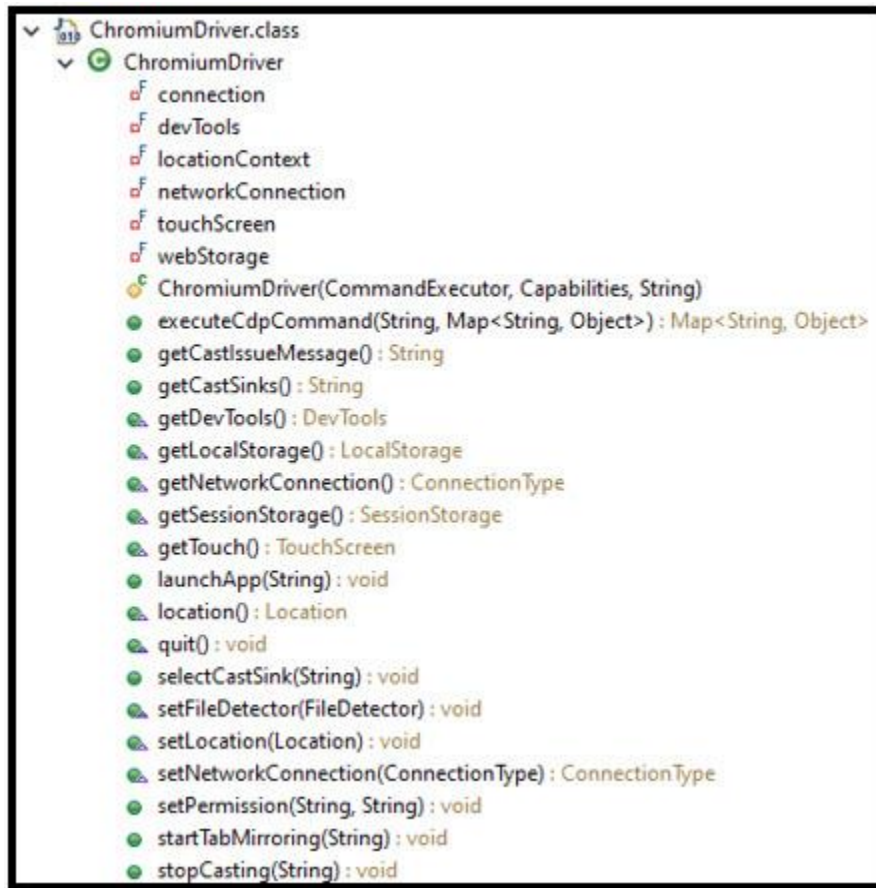 ChromiumDriver.class
ChromiumDriver
connection
devTools
locationContext
networkConnection
touchScreen
webStorage
ChromiumDriver(CommandExecutor, Capabilities, String)
executeCdpCommand(String, Map<String, Object>) : Map<String, Object>
getCastIssueMessage() : String
getCastSinks() : String
getDevTools() : DevTools
getLocalStorage() : LocalStorage
getNetworkConnection() : ConnectionType
getSessionStorage() : SessionStorage
getTouch() : TouchScreen
launchApp(String) : void
location() : Location
quit() : void
selectCastSink(String) : void
setFileDetector(FileDetector) : void
setLocation(Location) : void
setNetworkConnection(ConnectionType) : ConnectionType
setPermission(String, String) : void
startTabMirroring(String) : void
stopCasting(String) : void